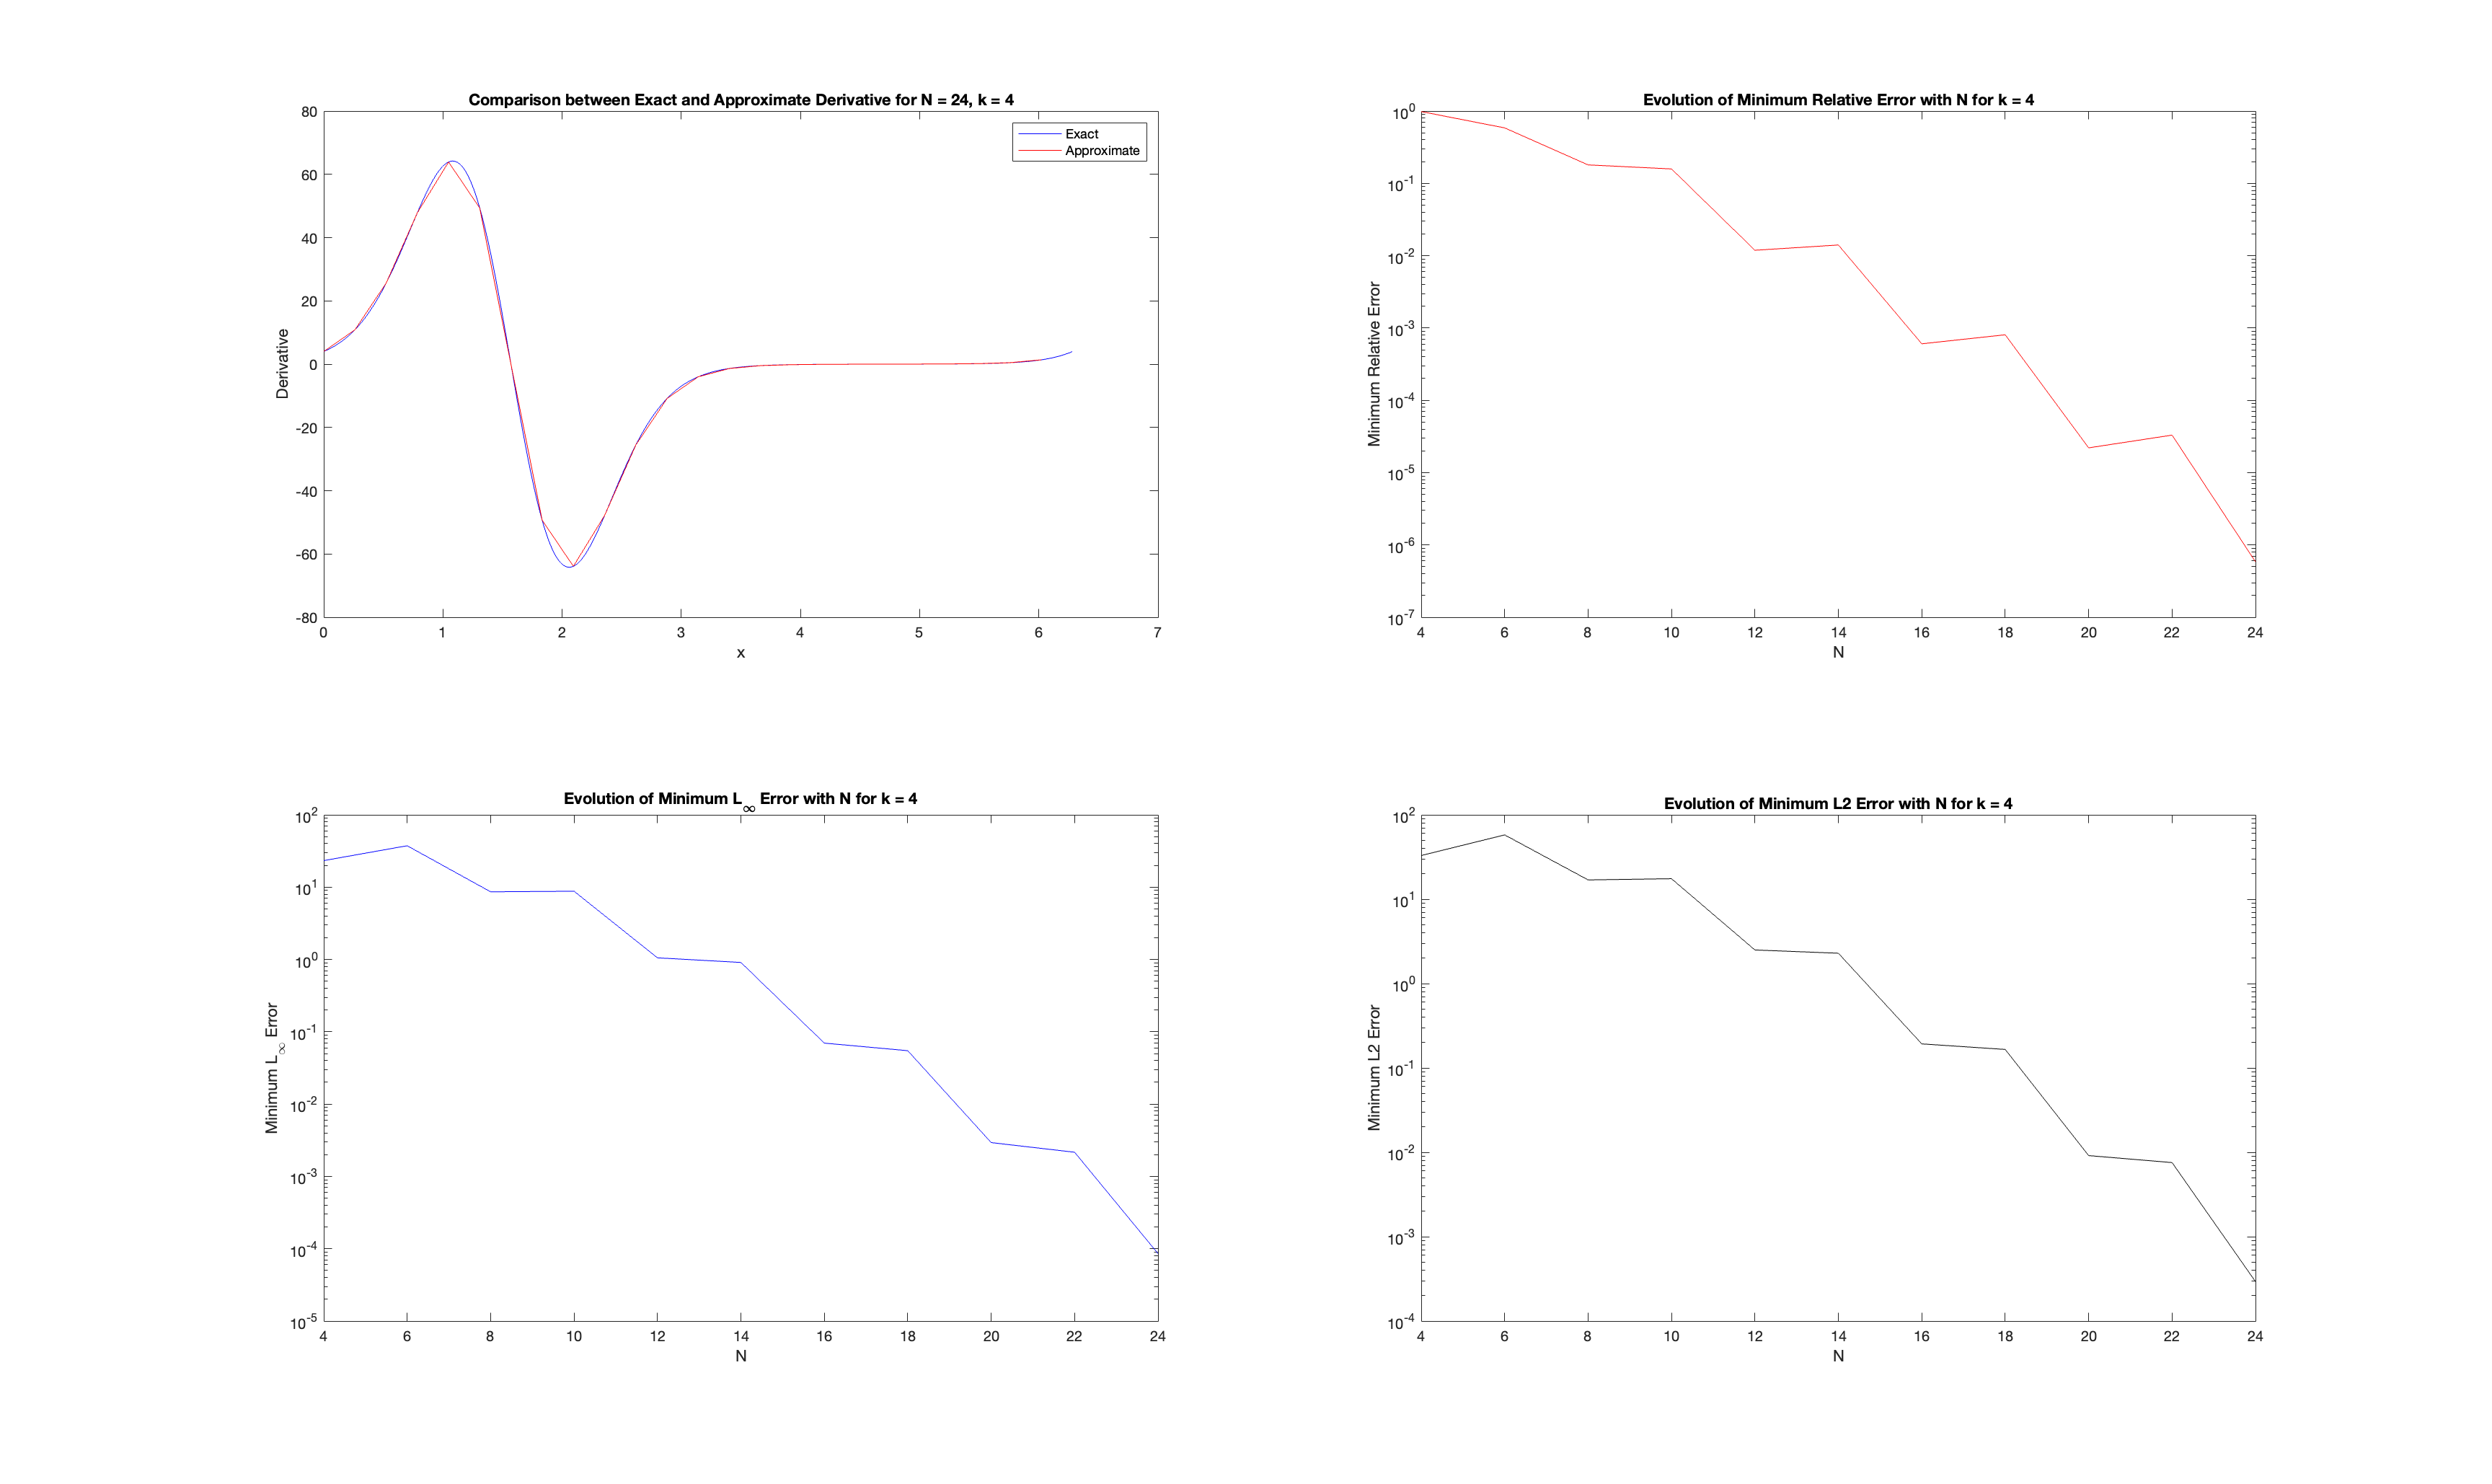 Comparison between Exact and Approximate Derivative for N = 24, k = 4
80
60
40
20
0
-20
-40
-60
-80
Derivative
Exact
Approximate
0 1 2 3 4 5 6 7
x
Evolution of Minimum Relative Error with N for k = 4
10^0
10^-1
10^-2
10^-3
10^-4
10^-5
10^-6
10^-7
Minimum Relative Error
4 6 8 10 12 14 16 18 20 22 24
N
Evolution of Minimum L_∞ Error with N for k = 4
10^2
10^1
10^0
10^-1
10^-2
10^-3
10^-4
10^-5
Minimum L_∞ Error
4 6 8 10 12 14 16 18 20 22 24
N
Evolution of Minimum L2 Error with N for k = 4
10^2
10^1
10^0
10^-1
10^-2
10^-3
10^-4
Minimum L2 Error
4 6 8 10 12 14 16 18 20 22 24
N